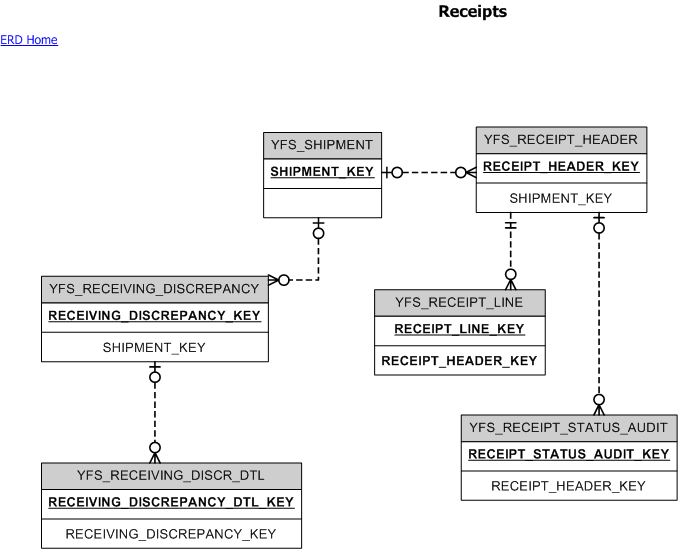 Receipts
ERD Home
YFS_SHIPMENT
SHIPMENT_KEY
YFS_RECEIPT_HEADER
RECEIPT_HEADER_KEY
SHIPMENT_KEY
YFS_RECEIVING_DISCREPANCY
RECEIVING_DISCREPANCY_KEY
SHIPMENT_KEY
YFS_RECEIPT_LINE
RECEIPT_LINE_KEY
RECEIPT_HEADER_KEY
YFS_RECEIPT_STATUS_AUDIT
RECEIPT_STATUS_AUDIT_KEY
RECEIPT_HEADER_KEY
YFS_RECEIVING_DISCR_DTL
RECEIVING_DISCREPANCY_DTL_KEY
RECEIVING_DISCREPANCY_KEY